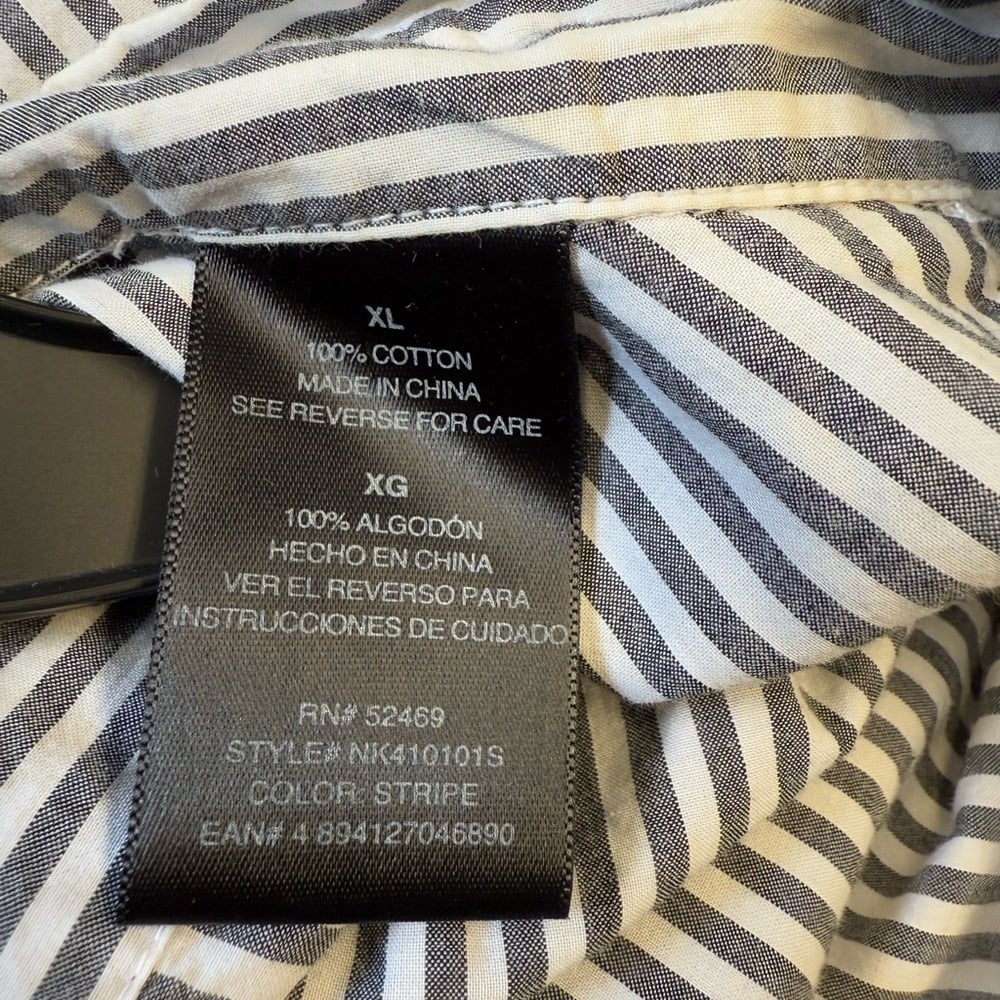 XL
100% COTTON
MADE IN CHINA
SEE REVERSE FOR CARE
XG
100% ALGODÓN
HECHO EN CHINA
VER EL REVERSO PARA
INSTRUCCIONES DE CUIDADO
RN# 52469
STYLE# NK410101S
COLOR: STRIPE
EAN# 4 894127046890